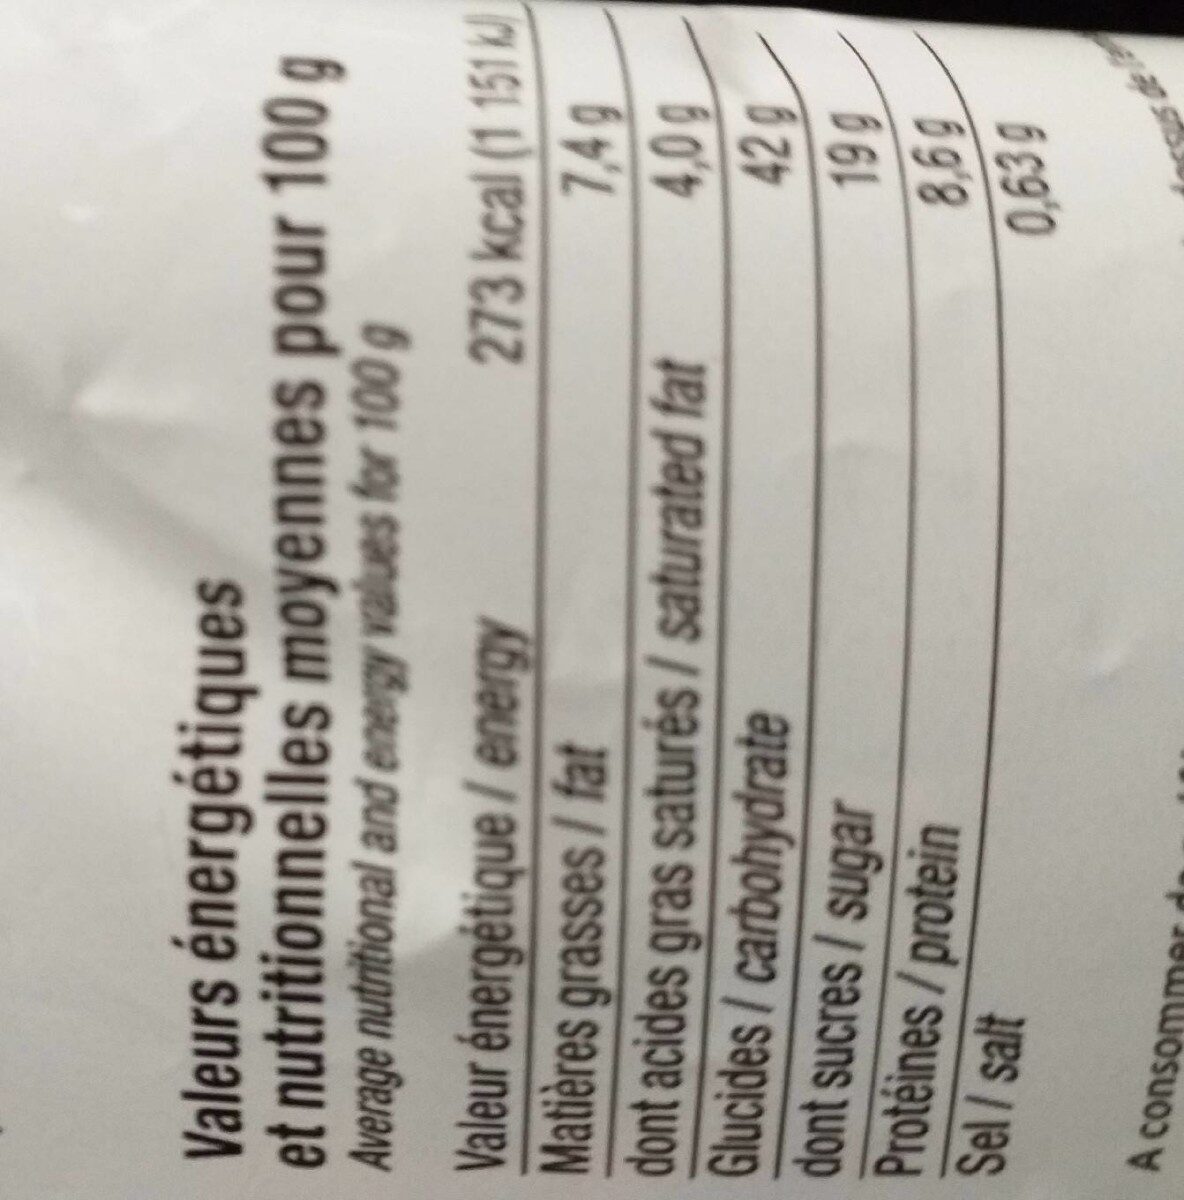 Valeurs énergétiques
et nutritionnelles moyennes pour 100 g
Average nutritional and energy values for 100 g
Valeur énergétique / energy 273 kcal (1 151 kJ)
Matières grasses / fat 7,4 g
dont acides gras saturés / saturated fat 4,0 g
Glucides / carbohydrate 42 g
dont sucres / sugar 19 g
Protéines / protein 8,6 g
Sel / salt 0,63 g
A consommer de